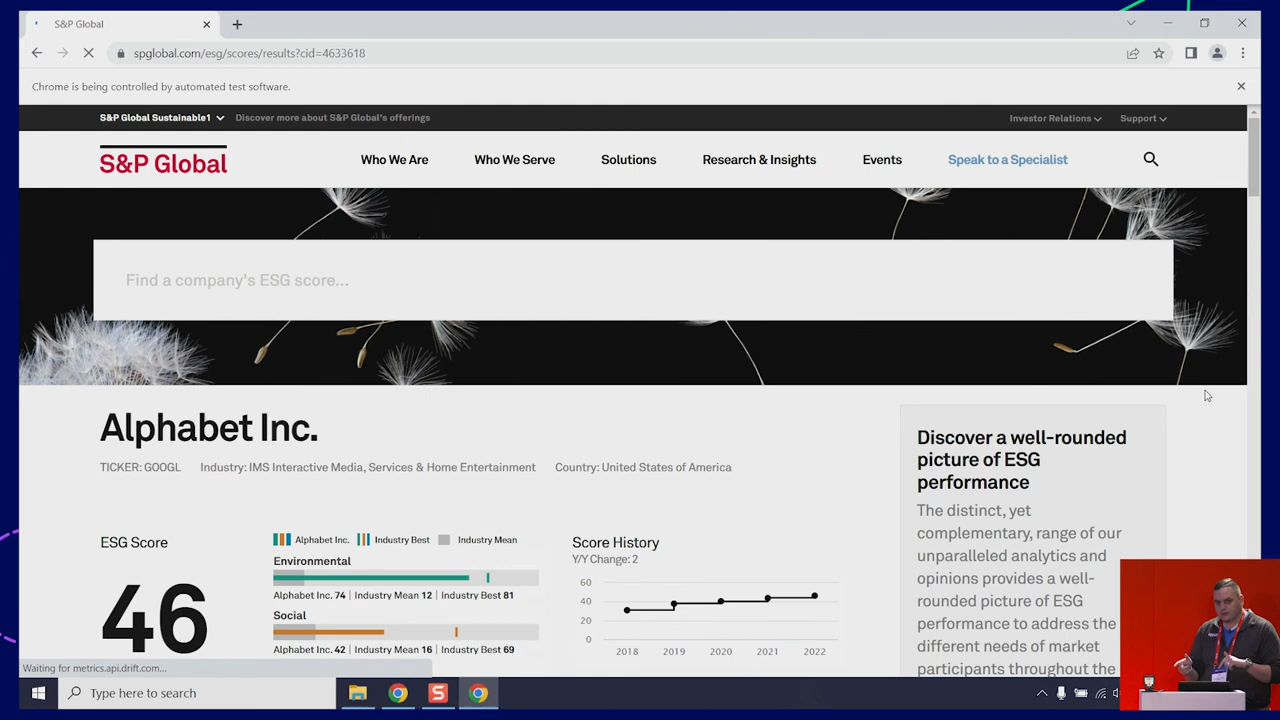 S&P Global
spglobal.com/esg/scores/results?cid=4633618
Chrome is being controlled by automated test software.
S&P Global Sustainable1 Discover more about S&P Global's offerings Investor Relations Support
S&P Global Who We Are Who We Serve Solutions Research & Insights Events Speak to a Specialist
Find a company's ESG score...
Alphabet Inc.
TICKER: GOOGL Industry: IMS Interactive Media, Services & Home Entertainment Country: United States of America
ESG Score
46
Alphabet Inc. Industry Best Industry Mean
Environmental
Alphabet Inc. 74 | Industry Mean 12 | Industry Best 81
Social
Alphabet Inc. 42 | Industry Mean 16 | Industry Best 69
Score History
Y/Y Change: 2
60
40
20
0
2018 2019 2020 2021 2022
Discover a well-rounded
picture of ESG
performance
The distinct, yet
complementary, range of our
unparalleled analytics and
opinions provides a well-
rounded picture of ESG
performance to address the
different needs of market
participants throughout the
Waiting for metrics.api.drift.com...
Type here to search